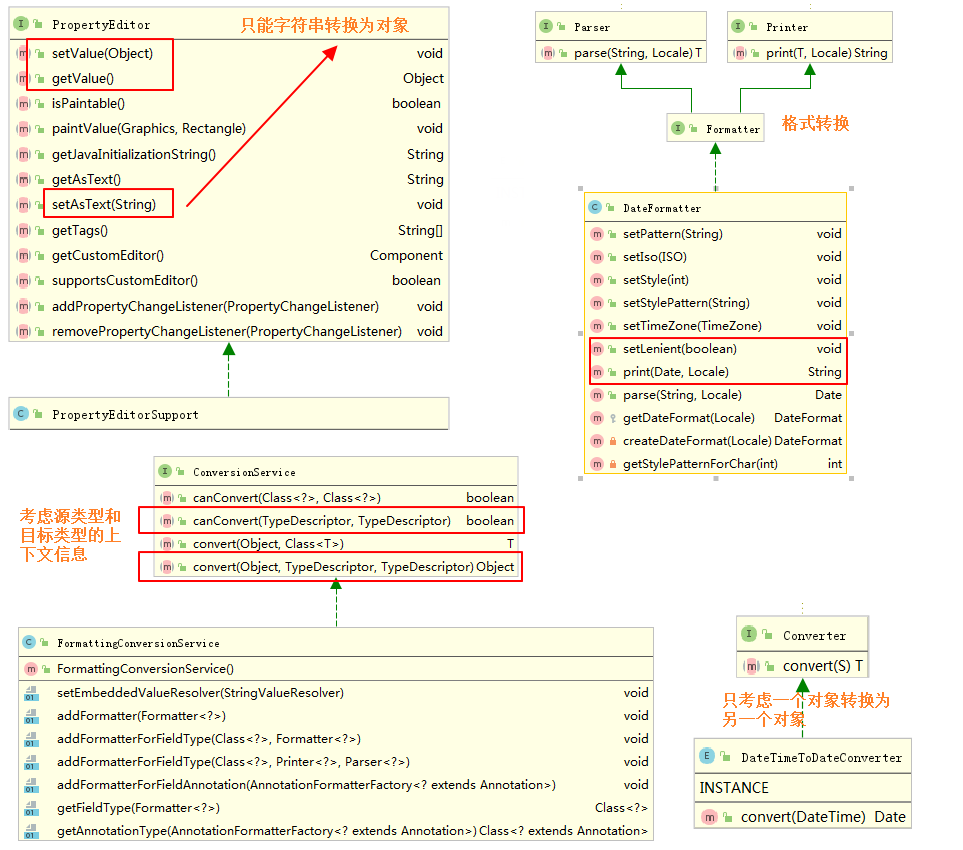 PropertyEditor
只能字符串转换为对象
setValue(Object) void
getValue() Object
isPaintable() boolean
paintValue(Graphics, Rectangle) void
getJavaInitializationString() String
getAsText() String
setAsText(String) void
getTags() String[]
getCustomEditor() Component
supportsCustomEditor() boolean
addPropertyChangeListener(PropertyChangeListener) void
removePropertyChangeListener(PropertyChangeListener) void
PropertyEditorSupport
Parser
parse(String, Locale) T
Printer
print(T, Locale) String
Formatter
格式转换
DateFormatter
setPattern(String) void
setIso(ISO) void
setStyle(int) void
setStylePattern(String) void
setTimeZone(TimeZone) void
setLenient(boolean) void
print(Date, Locale) String
parse(String, Locale) Date
getDateFormat(Locale) DateFormat
createDateFormat(Locale) DateFormat
getStylePatternForChar(int) int
ConversionService
canConvert(Class<?>, Class<?>) boolean
canConvert(TypeDescriptor, TypeDescriptor) boolean
convert(Object, Class<T>) T
convert(Object, TypeDescriptor, TypeDescriptor) Object
考虑源类型和
目标类型的上
下文信息
FormattingConversionService
FormattingConversionService()
setEmbeddedValueResolver(StringValueResolver) void
addFormatter(Formatter<?>) void
addFormatterForFieldType(Class<?>, Formatter<?>) void
addFormatterForFieldType(Class<?>, Printer<?>, Parser<?>) void
addFormatterForFieldAnnotation(AnnotationFormatterFactory<? extends Annotation>) void
getFieldType(Formatter<?>) Class<?>
getAnnotationType(AnnotationFormatterFactory<? extends Annotation>) Class<? extends Annotation>
Converter
convert(S) T
只考虑一个对象转换为
另一个对象
DateTimeToDateConverter
INSTANCE
convert(DateTime) Date